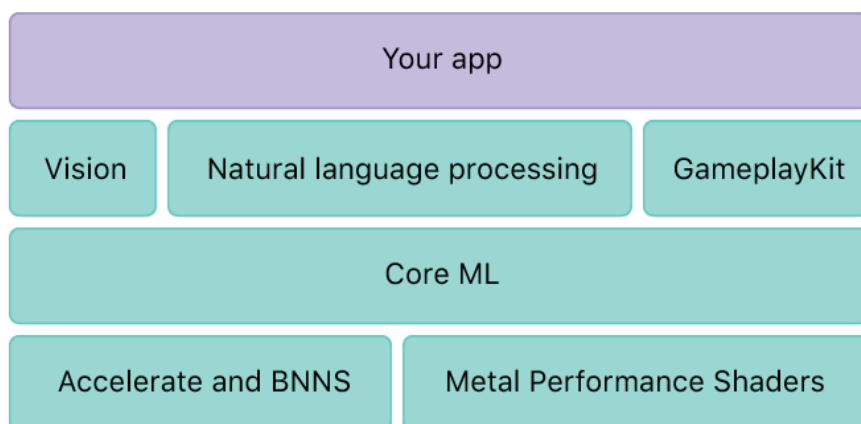 Your app
Vision
Natural language processing
GameplayKit
Core ML
Accelerate and BNNS
Metal Performance Shaders